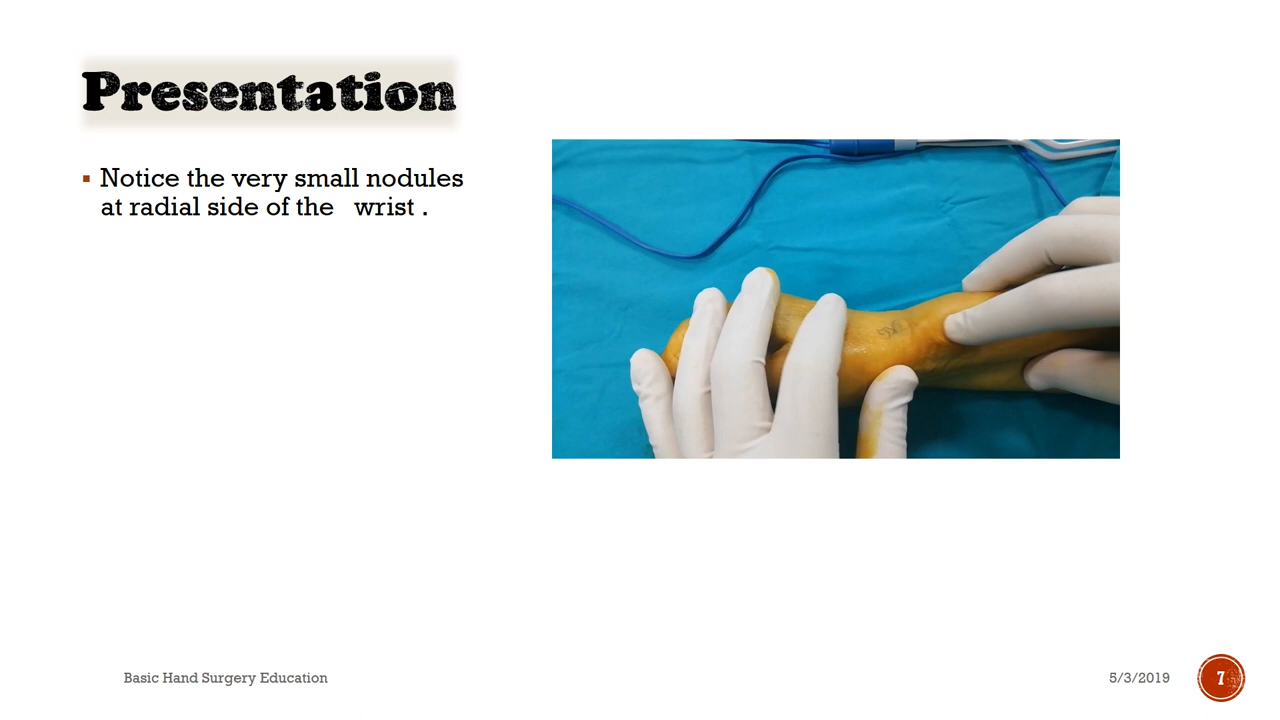 Presentation
▪ Notice the very small nodules
at radial side of the   wrist .
Basic Hand Surgery Education
5/3/2019
7